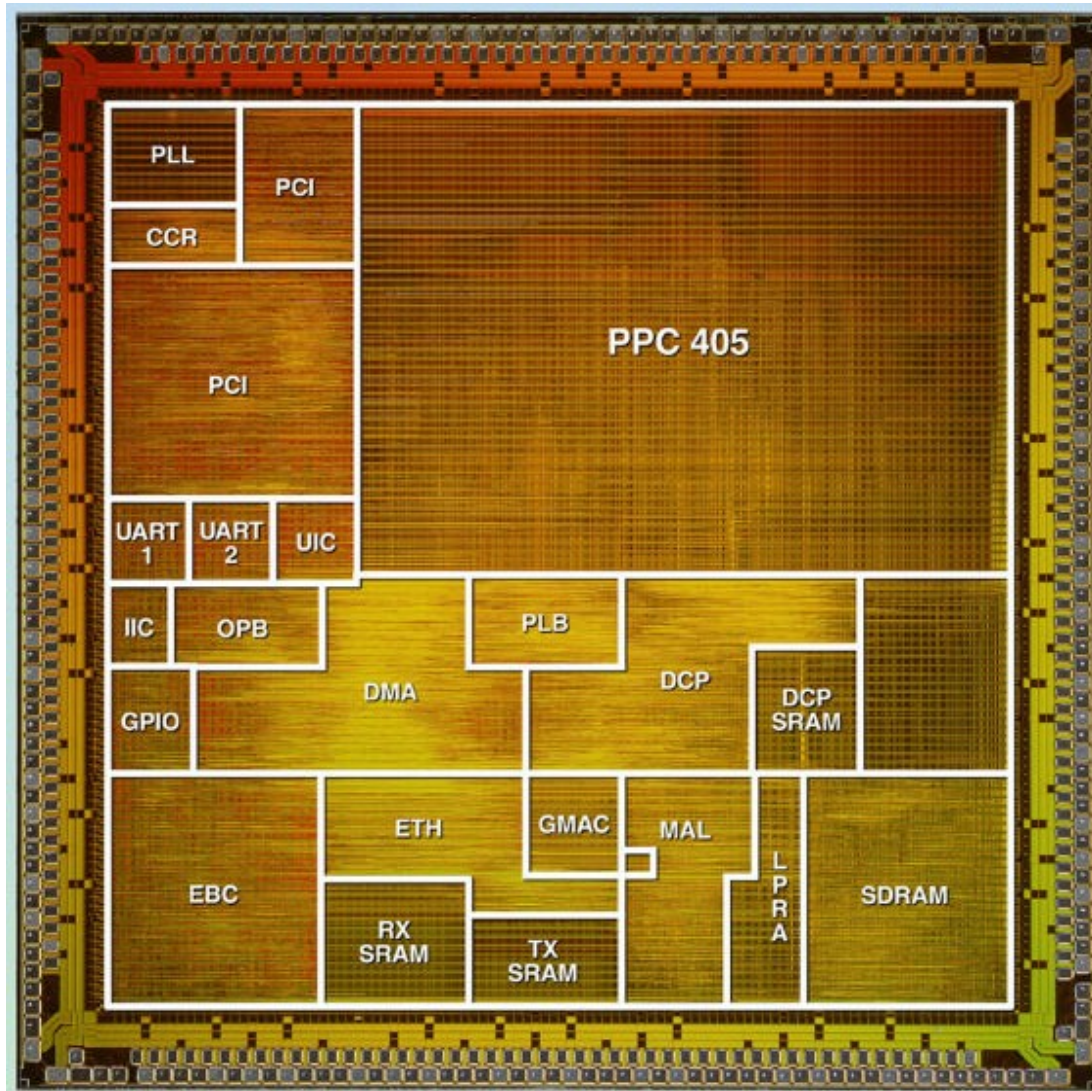 PLL
PCI
CCR
PPC 405
PCI
UART
1
UART
2
UIC
IIC
OPB
PLB
DMA
DCP
GPIO
DCP
SRAM
ETH
GMAC
MAL
EBC
LPRA
SDRAM
RX
SRAM
TX
SRAM